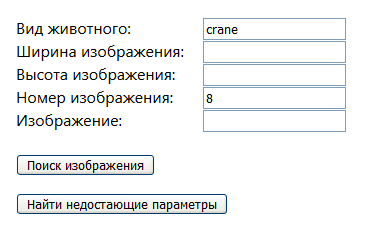 Вид животного: crane
Ширина изображения:
Высота изображения:
Номер изображения: 8
Изображение:
Поиск изображения
Найти недостающие параметры